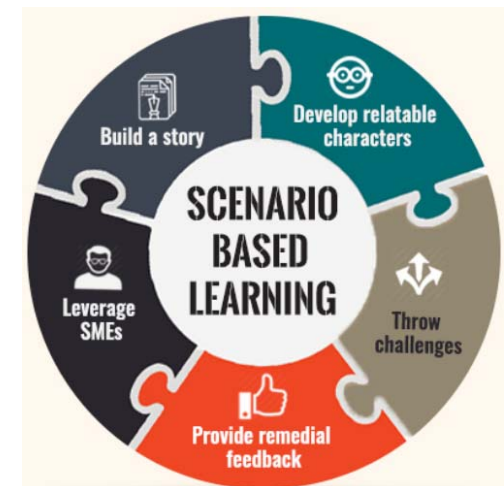 SCENARIO
BASED
LEARNING
Build a story
Develop relatable
characters
Throw
challenges
Provide remedial
feedback
Leverage
SMEs